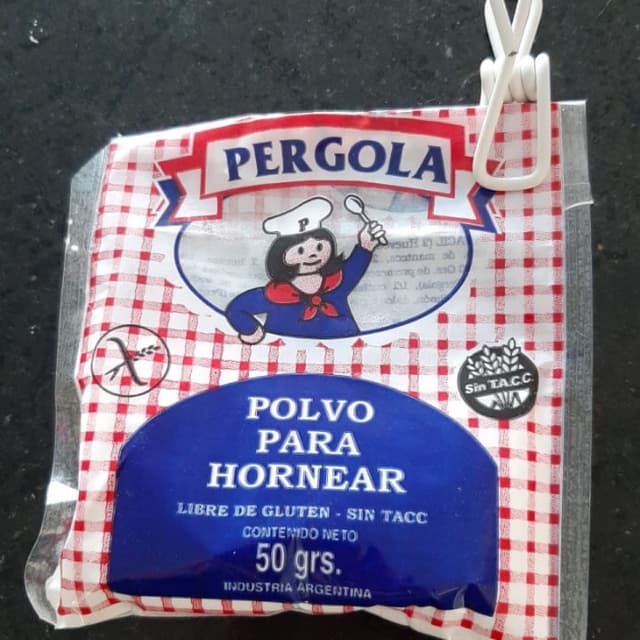 PERGOLA
P
Sin T.A.C.C.
POLVO
PARA
HORNEAR
LIBRE DE GLUTEN - SIN TACC
CONTENIDO NETO
50 grs.
INDUSTRIA ARGENTINA